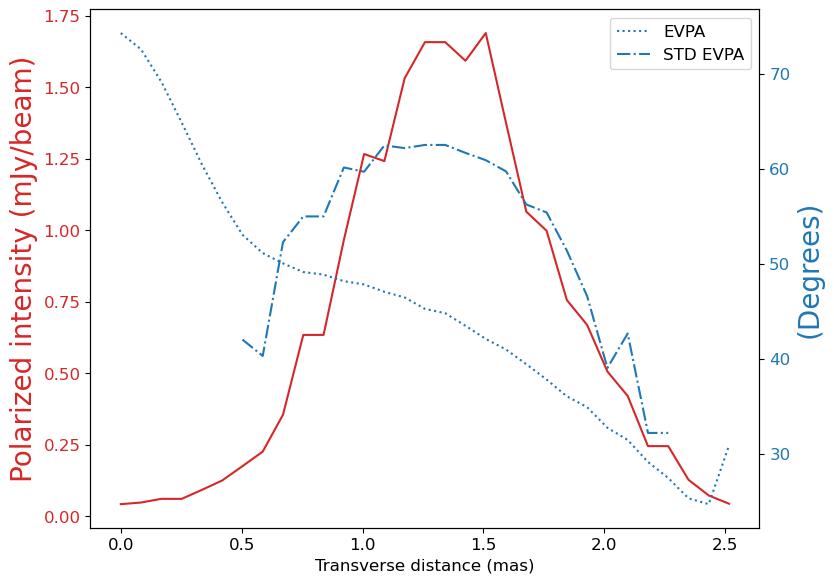 1.75
1.50
1.25
1.00
0.75
0.50
0.25
0.00
Polarized intensity (mJy/beam)
EVPA
STD EVPA
70
60
50
40
30
(Degrees)
0.0 0.5 1.0 1.5 2.0 2.5
Transverse distance (mas)